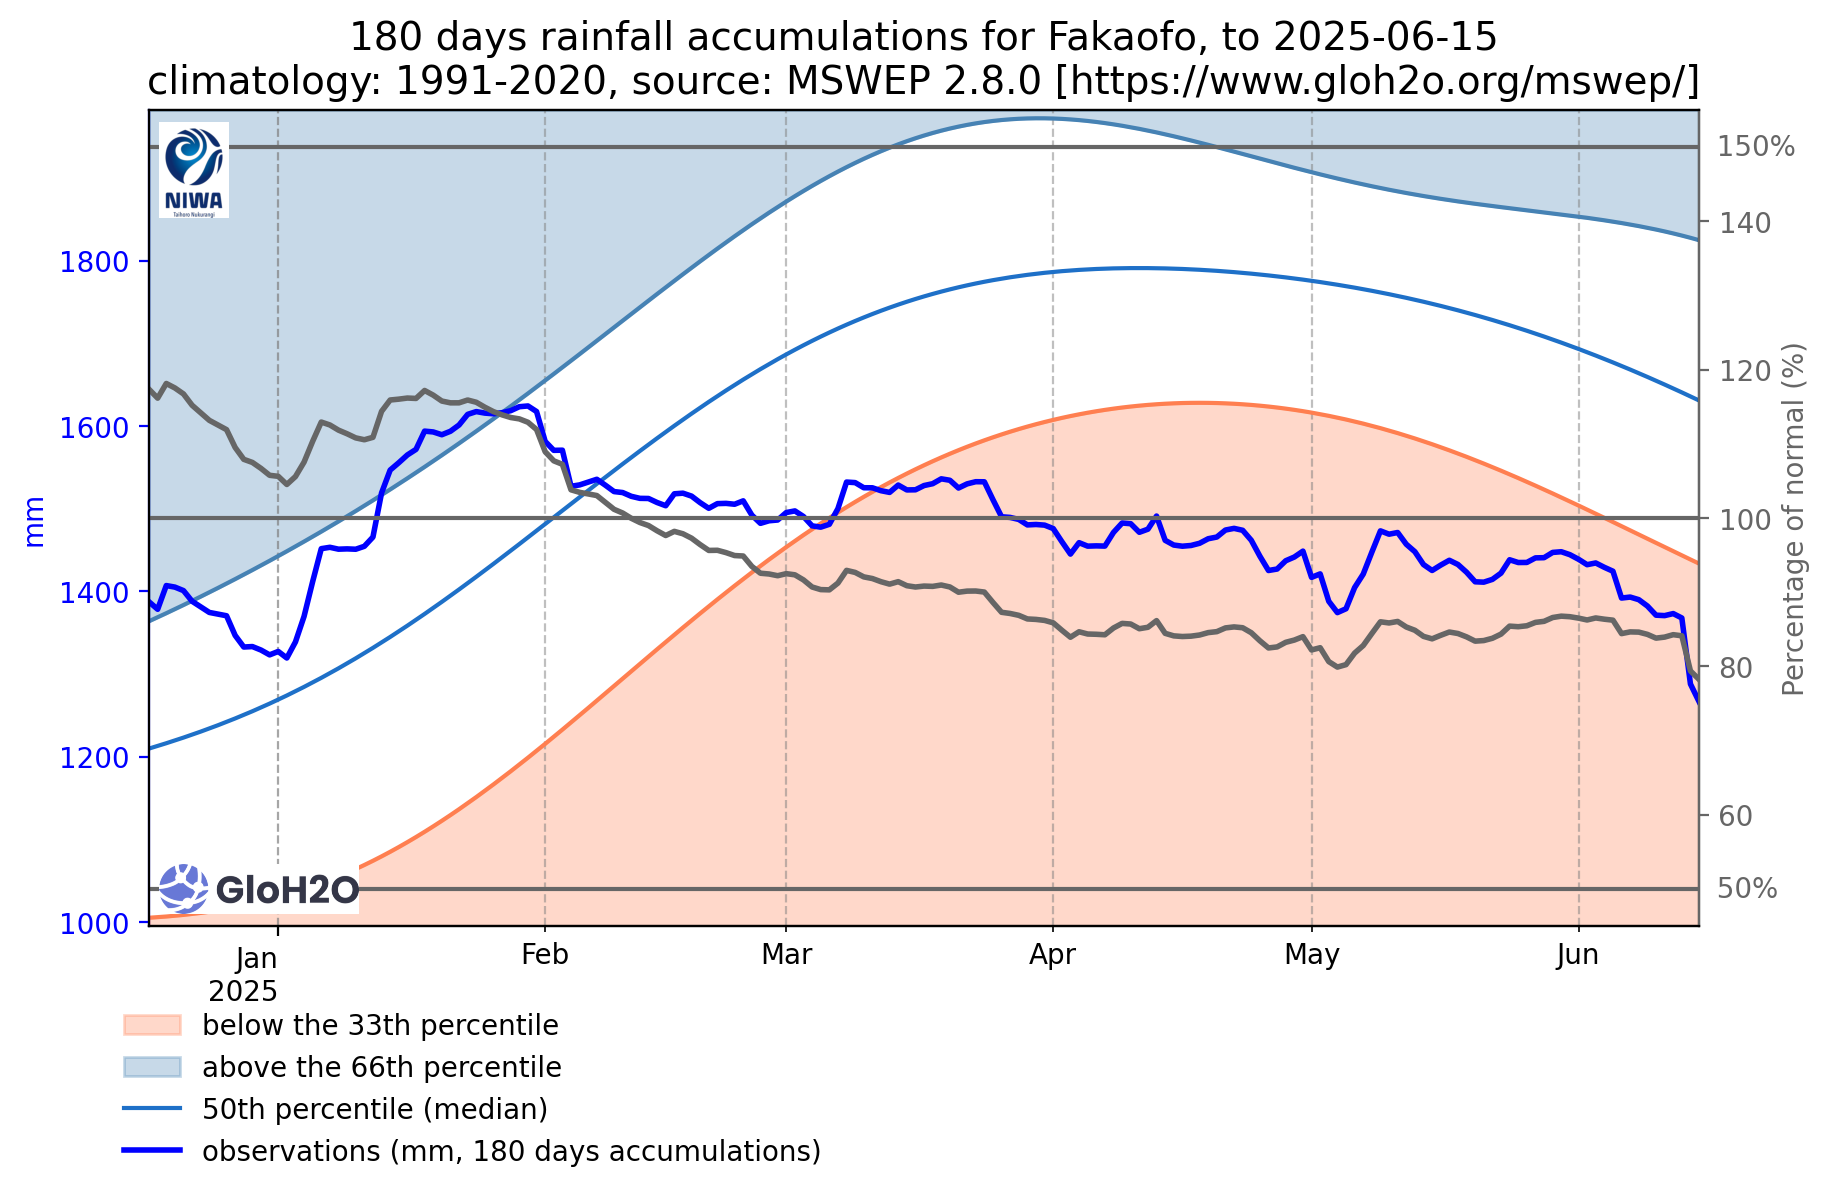 180 days rainfall accumulations for Fakaofo, to 2025-06-15
climatology: 1991-2020, source: MSWEP 2.8.0 [https://www.gloh2o.org/mswep/]
NIWA
Taihoro Nukurangi
150%
140
1800
120
1600
100
mm
Percentage of normal (%)
1400
80
1200
60
GloH2O
50%
1000
Jan
2025
Feb
Mar
Apr
May
Jun
below the 33th percentile
above the 66th percentile
50th percentile (median)
observations (mm, 180 days accumulations)